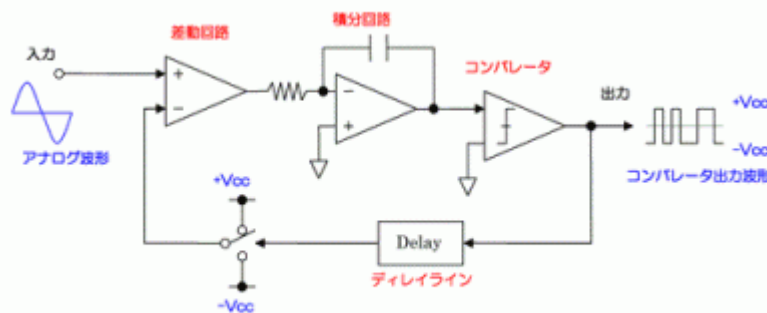 差動回路
積分回路
コンパレータ
入力
出力
+
−
−
+
+Vcc
−Vcc
アナログ波形
コンパレータ出力波形
+Vcc
Delay
ディレイライン
−Vcc